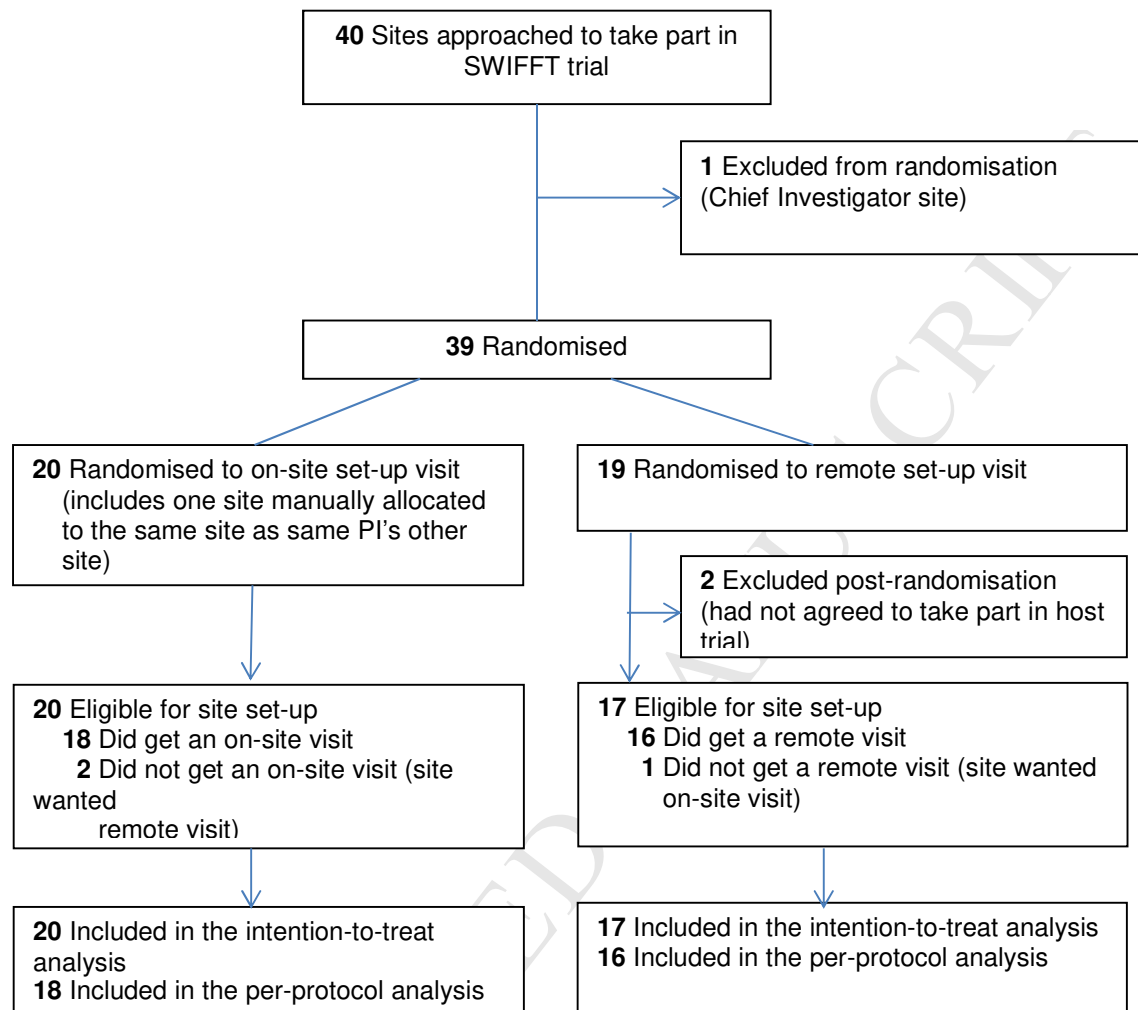 40 Sites approached to take part in
SWIFFT trial
1 Excluded from randomisation
(Chief Investigator site)
39 Randomised
20 Randomised to on-site set-up visit
(includes one site manually allocated
to the same site as same PI's other
site)
19 Randomised to remote set-up visit
2 Excluded post-randomisation
(had not agreed to take part in host
trial)
20 Eligible for site set-up
18 Did get an on-site visit
2 Did not get an on-site visit (site
wanted
remote visit)
17 Eligible for site set-up
16 Did get a remote visit
1 Did not get a remote visit (site wanted
on-site visit)
20 Included in the intention-to-treat
analysis
18 Included in the per-protocol analysis
17 Included in the intention-to-treat analysis
16 Included in the per-protocol analysis